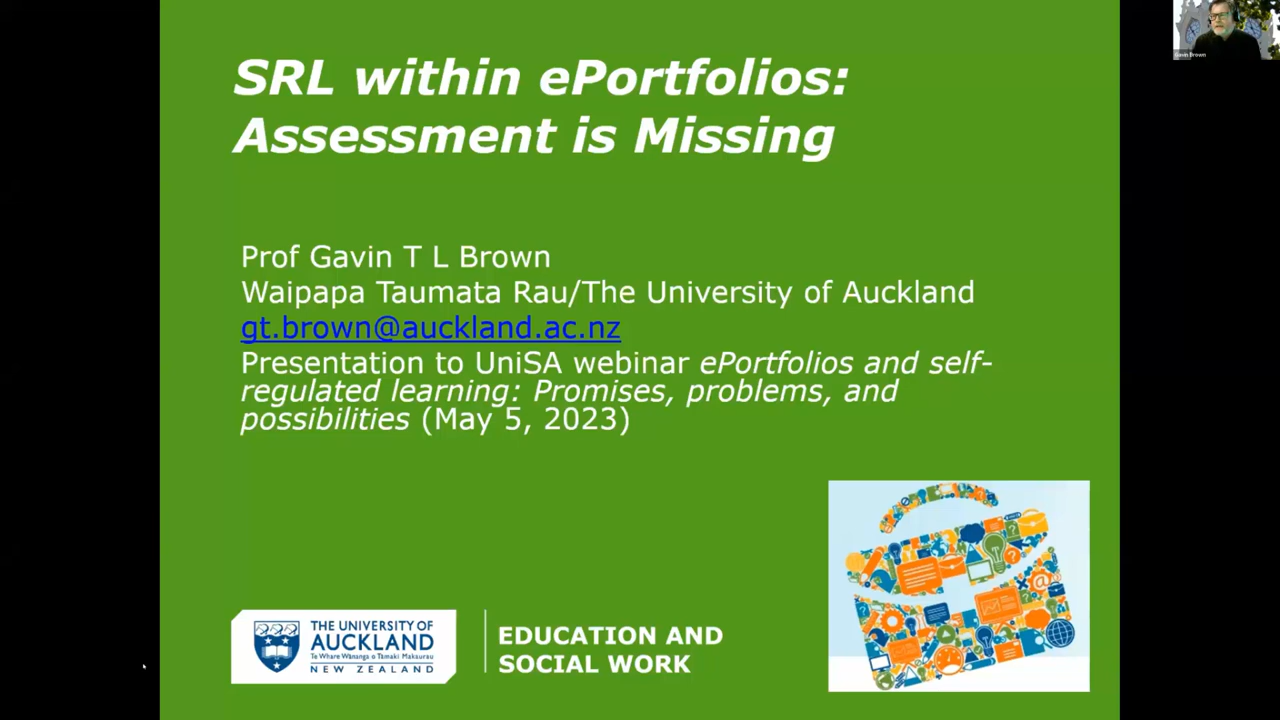 SRL within ePortfolios:
Assessment is Missing
Gavin Brown
Prof Gavin T L Brown
Waipapa Taumata Rau/The University of Auckland
gt.brown@auckland.ac.nz
Presentation to UniSA webinar ePortfolios and self-
regulated learning: Promises, problems, and
possibilities (May 5, 2023)
THE UNIVERSITY OF
AUCKLAND
Te Whare Wānanga o Tāmaki Makaurau
NEW ZEALAND
EDUCATION AND
SOCIAL WORK